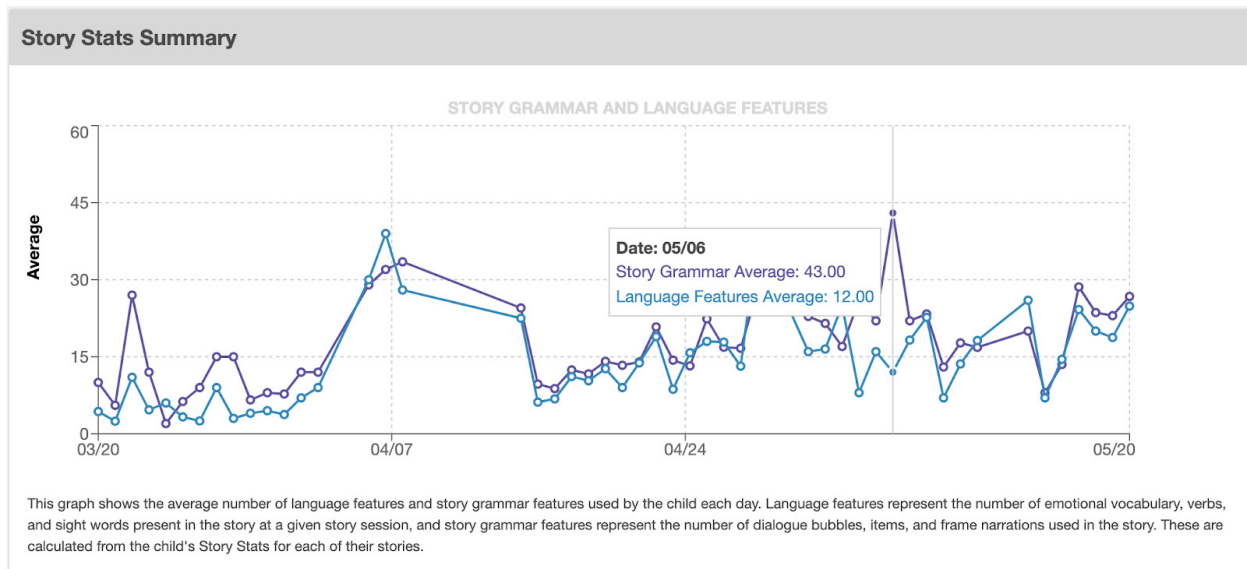 Story Stats Summary
STORY GRAMMAR AND LANGUAGE FEATURES
60
45
30
15
0
Average
Date: 05/06
Story Grammar Average: 43.00
Language Features Average: 12.00
03/20
04/07
04/24
05/20
This graph shows the average number of language features and story grammar features used by the child each day. Language features represent the number of emotional vocabulary, verbs,
and sight words present in the story at a given story session, and story grammar features represent the number of dialogue bubbles, items, and frame narrations used in the story. These are
calculated from the child's Story Stats for each of their stories.